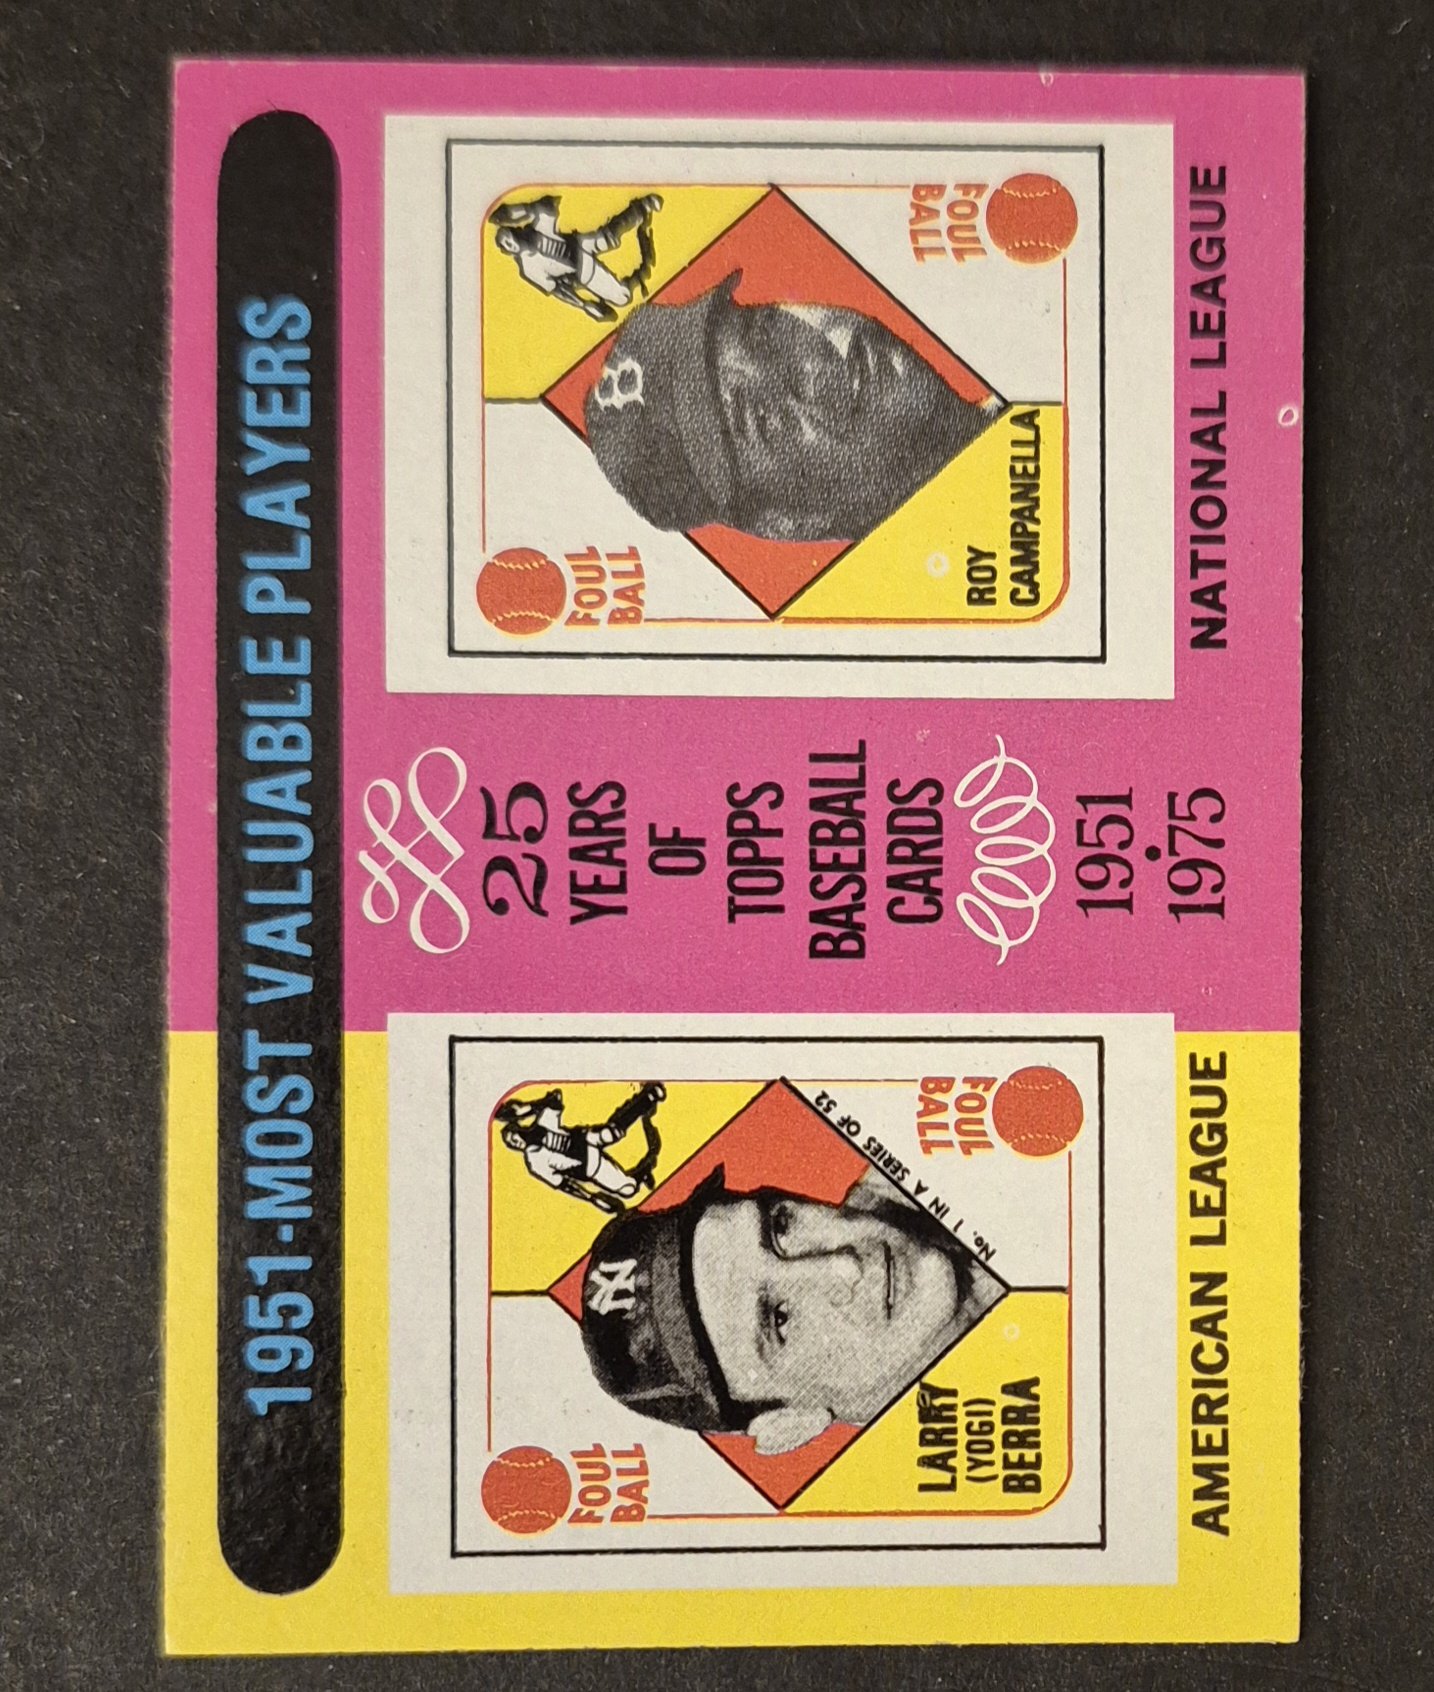 1951-MOST VALUABLE PLAYERS
FOUL
BALL
No. 1 IN A SERIES OF 52
LARRY
(YOGI)
BERRA
FOUL
BALL
AMERICAN LEAGUE
25
YEARS
OF
TOPPS
BASEBALL
CARDS
1951
•
1975
FOUL
BALL
B
ROY
CAMPANELLA
FOUL
BALL
NATIONAL LEAGUE
NY